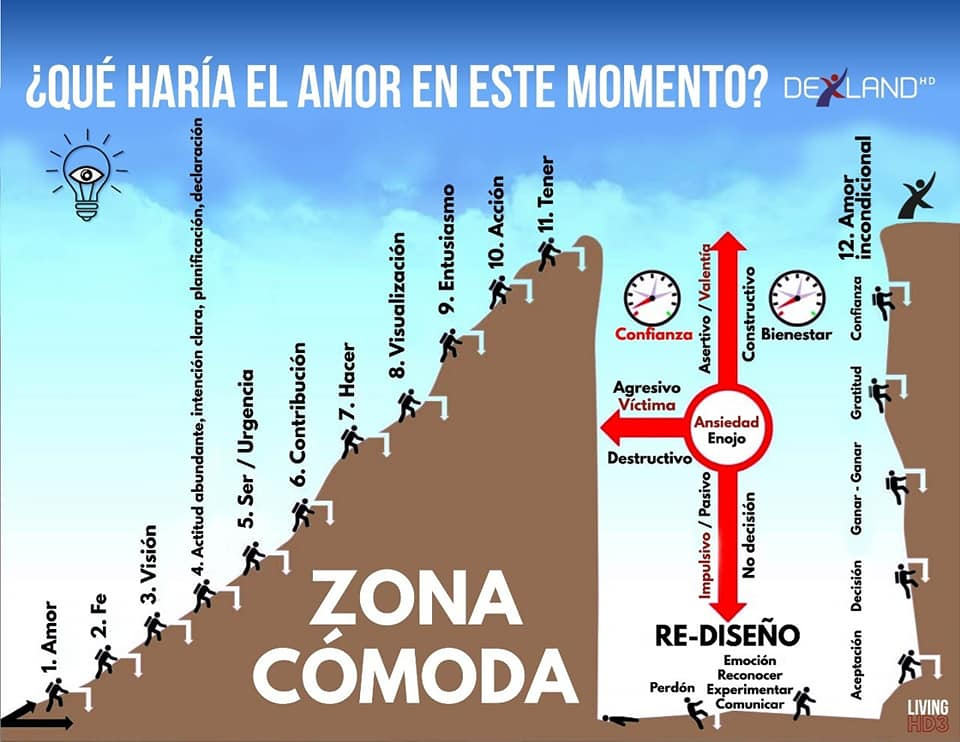 ¿QUÉ HARÍA EL AMOR EN ESTE MOMENTO?
DEXLAND HD
1. Amor
2. Fe
3. Visión
4. Actitud abundante, intención clara, planificación, declaración
5. Ser / Urgencia
6. Contribución
7. Hacer
8. Visualización
9. Entusiasmo
10. Acción
11. Tener
ZONA
CÓMODA
Confianza
Bienestar
Asertivo / Valentía
Constructivo
Agresivo
Víctima
Destructivo
Ansiedad
Enojo
Impulsivo / Pasivo
No decisión
RE-DISEÑO
Perdón
Emoción
Reconocer
Experimentar
Comunicar
Aceptación
Decisión
Ganar - Ganar
Gratitud
Confianza
12. Amor
incondicional
LIVING
HD3